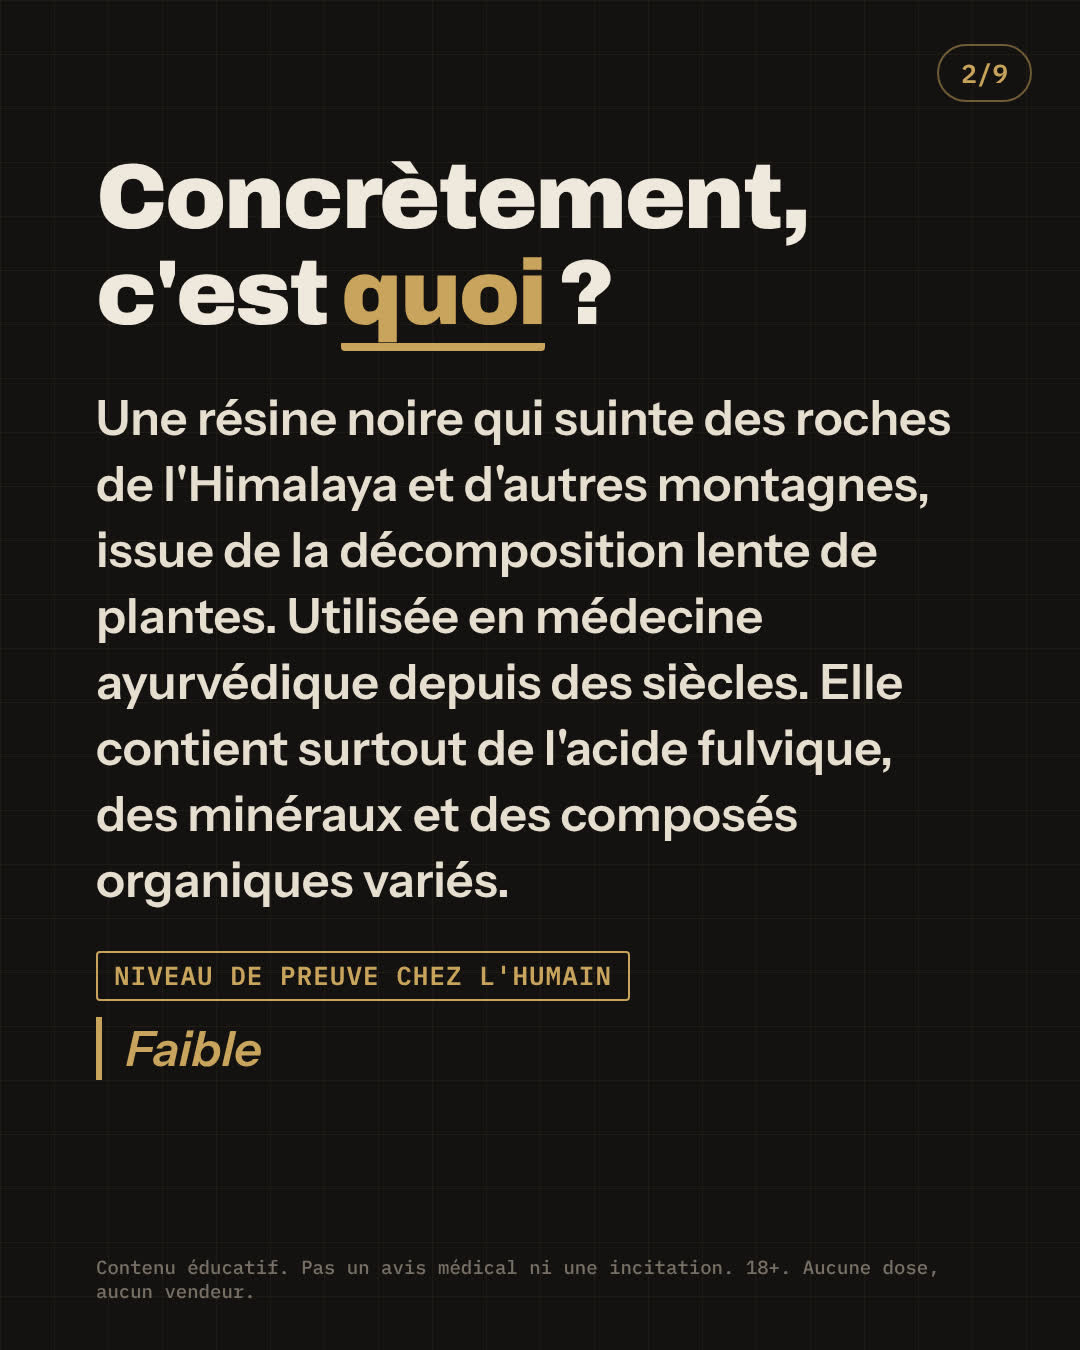 2/9
Concrètement,
c'est quoi ?
Une résine noire qui suinte des roches
de l'Himalaya et d'autres montagnes,
issue de la décomposition lente de
plantes. Utilisée en médecine
ayurvédique depuis des siècles. Elle
contient surtout de l'acide fulvique,
des minéraux et des composés
organiques variés.
NIVEAU DE PREUVE CHEZ L'HUMAIN
Faible
Contenu éducatif. Pas un avis médical ni une incitation. 18+. Aucune dose,
aucun vendeur.